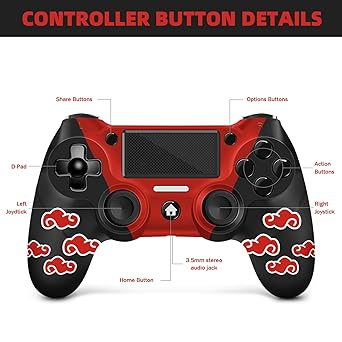 CONTROLLER BUTTON DETAILS
Share Buttons
Options Buttons
D-Pad
Action
Buttons
Left
Joydtick
Right
Joystick
3.5mm stereo
audio jack
Home Button